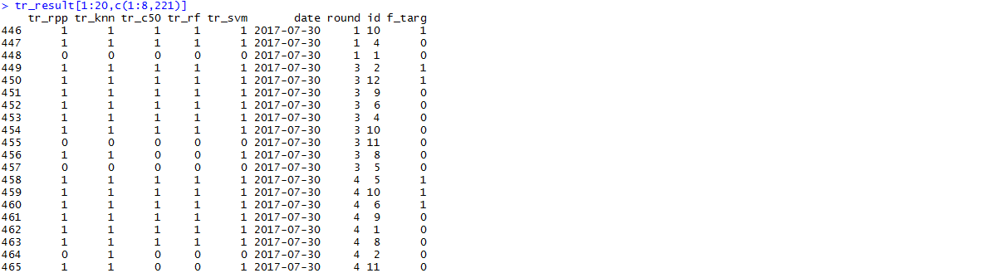 > tr_result[1:20,c(1:8,221)]
tr_rpp tr_knn tr_c50 tr_rf tr_svm date round id f_targ
446 1 1 1 1 1 2017-07-30 1 10 1
447 1 1 1 1 1 2017-07-30 1 4 0
448 0 0 0 0 0 2017-07-30 1 1 0
449 1 1 1 1 1 2017-07-30 3 2 1
450 1 1 1 1 1 2017-07-30 3 12 1
451 1 1 1 1 1 2017-07-30 3 9 0
452 1 1 1 1 1 2017-07-30 3 6 0
453 1 1 1 1 1 2017-07-30 3 4 0
454 1 1 1 1 1 2017-07-30 3 10 0
455 0 0 0 0 0 2017-07-30 3 11 0
456 1 1 0 0 1 2017-07-30 3 8 0
457 0 0 0 0 0 2017-07-30 3 5 0
458 1 1 1 1 1 2017-07-30 4 5 1
459 1 1 1 1 1 2017-07-30 4 10 1
460 1 1 1 1 1 2017-07-30 4 6 1
461 1 1 1 1 1 2017-07-30 4 9 0
462 1 1 1 1 1 2017-07-30 4 1 0
463 1 1 1 1 1 2017-07-30 4 8 0
464 0 1 0 0 0 2017-07-30 4 2 0
465 1 1 0 0 1 2017-07-30 4 11 0